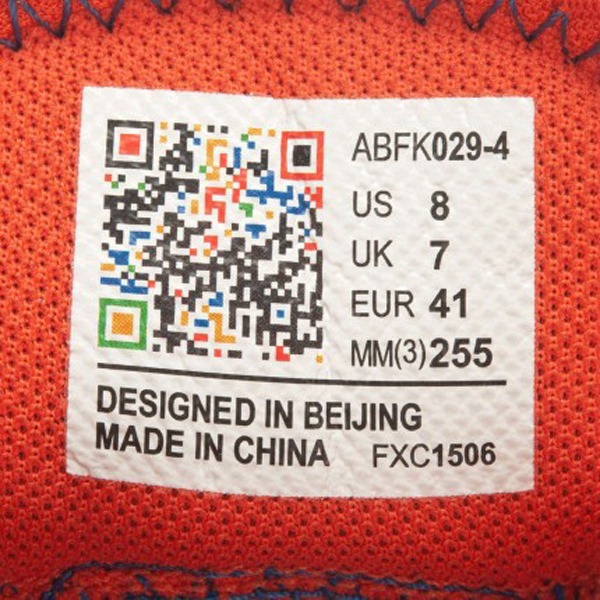 ABFK029-4
US 8
UK 7
EUR 41
MM(3)255
DESIGNED IN BEIJING
MADE IN CHINA FXC1506